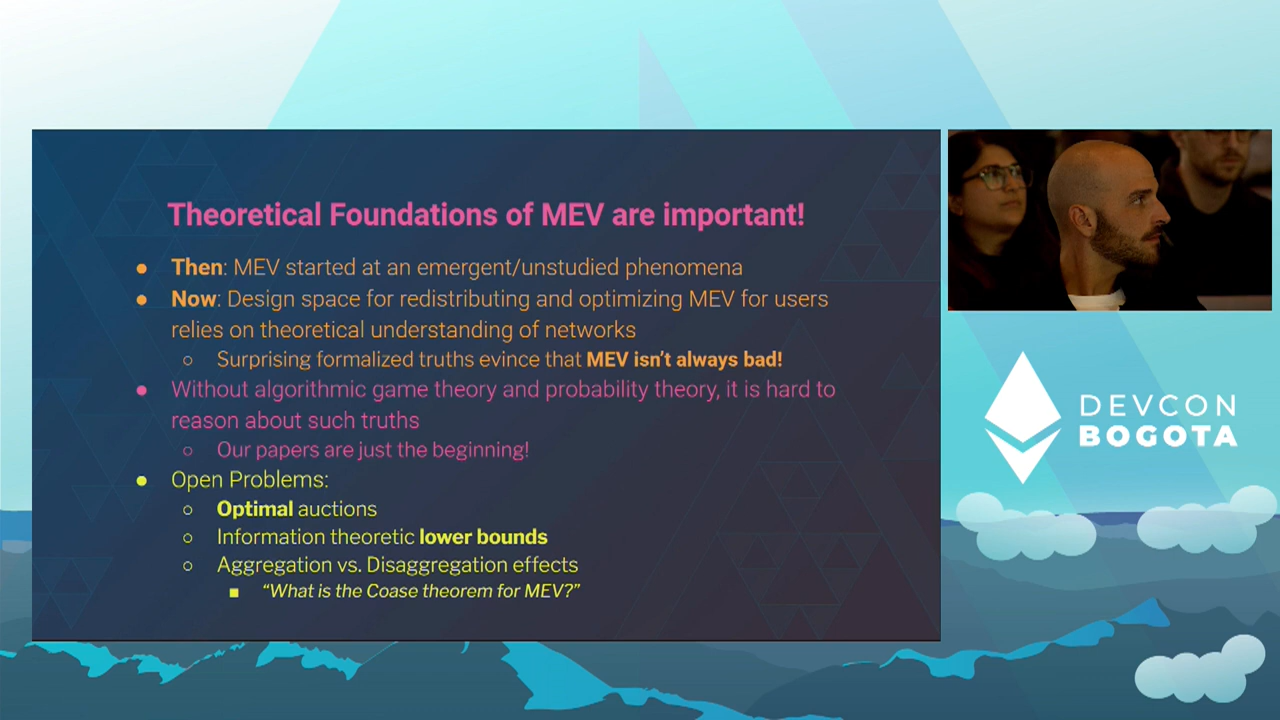 Theoretical Foundations of MEV are important!
● Then: MEV started at an emergent/unstudied phenomena
● Now: Design space for redistributing and optimizing MEV for users
relies on theoretical understanding of networks
○ Surprising formalized truths evince that MEV isn't always bad!
● Without algorithmic game theory and probability theory, it is hard to
reason about such truths
○ Our papers are just the beginning!
● Open Problems:
○ Optimal auctions
○ Information theoretic lower bounds
○ Aggregation vs. Disaggregation effects
■ “What is the Coase theorem for MEV?”
DEVCON
BOGOTA